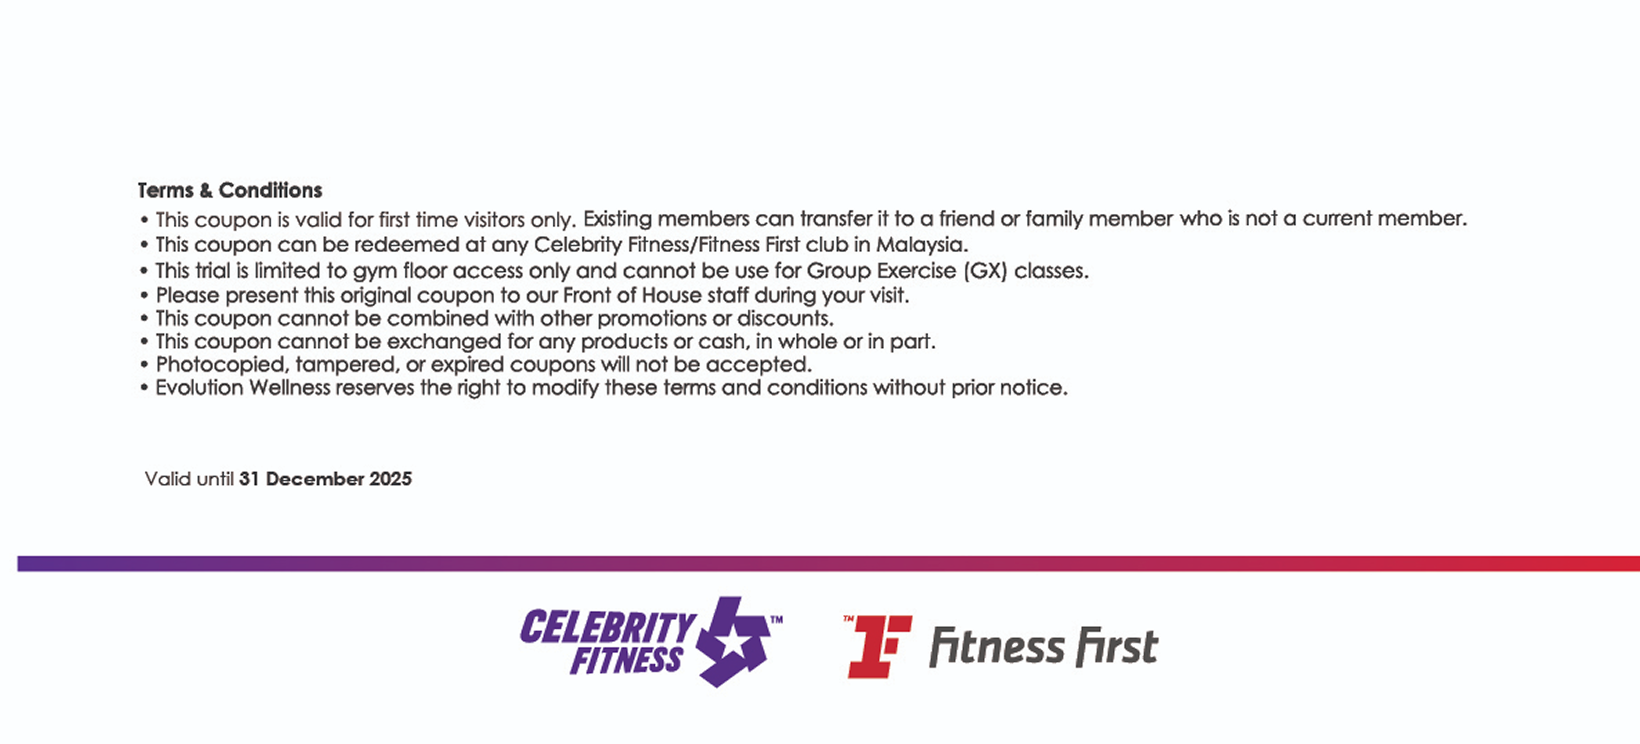 Terms & Conditions
• This coupon is valid for first time visitors only. Existing members can transfer it to a friend or family member who is not a current member.
• This coupon can be redeemed at any Celebrity Fitness/Fitness First club in Malaysia.
• This trial is limited to gym floor access only and cannot be use for Group Exercise (GX) classes.
• Please present this original coupon to our Front of House staff during your visit.
• This coupon cannot be combined with other promotions or discounts.
• This coupon cannot be exchanged for any products or cash, in whole or in part.
• Photocopied, tampered, or expired coupons will not be accepted.
• Evolution Wellness reserves the right to modify these terms and conditions without prior notice.
Valid until 31 December 2025
CELEBRITY
FITNESS ™
™ F Fitness First